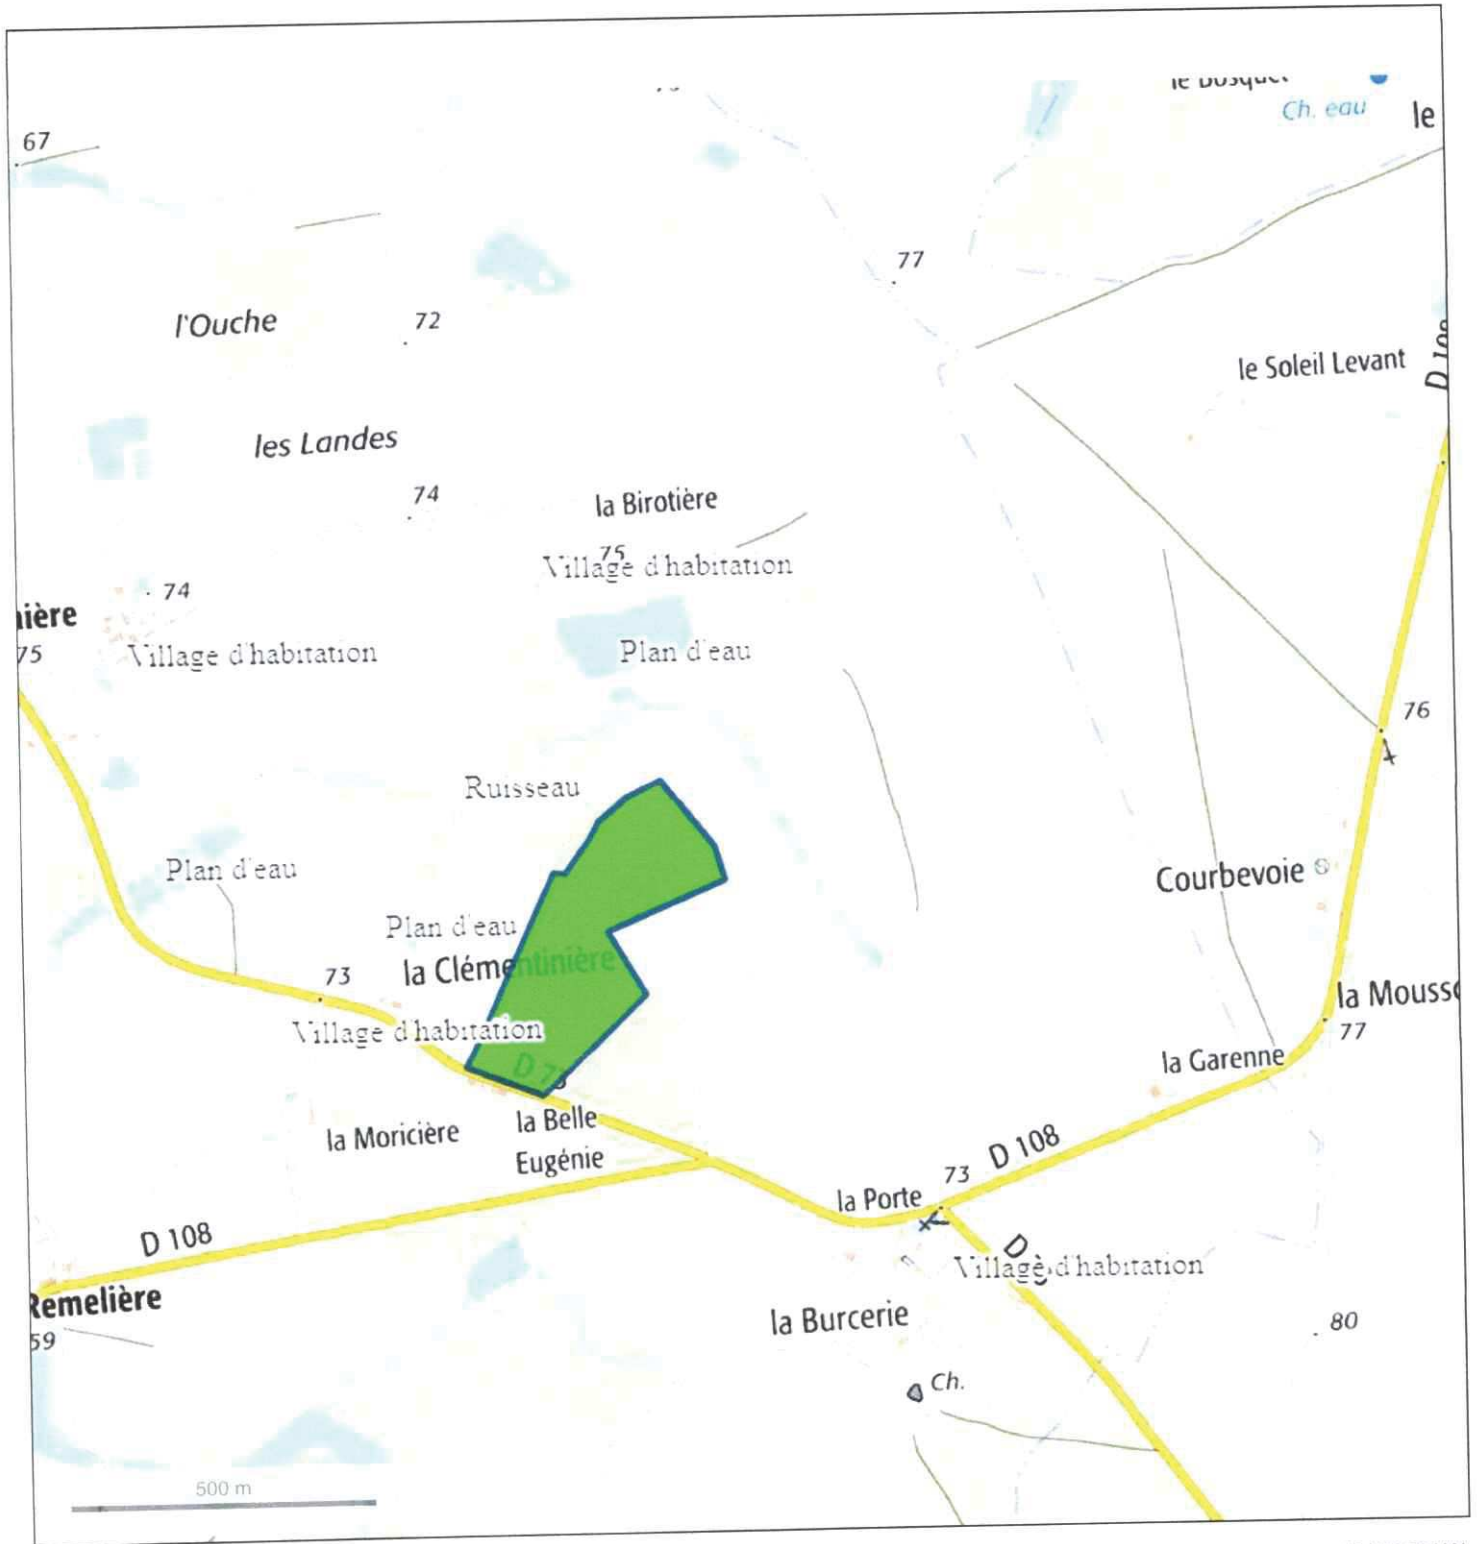 Ch. eau
le
67
77
l'Ouche
72
le Soleil Levant
les Landes
74
la Birotière
75
Village d'habitation
74
ière
75
Village d'habitation
Plan d'eau
76
Ruisseau
Plan d'eau
Courbevoie
Plan d'eau
la Clémentinière
73
la Mousso
77
Village d'habitation
la Garenne
la Belle
Eugénie
la Moricière
D 108
73
la Porte
D 108
D
Village d'habitation
Remelière
59
la Burcerie
80
Ch.
500 m